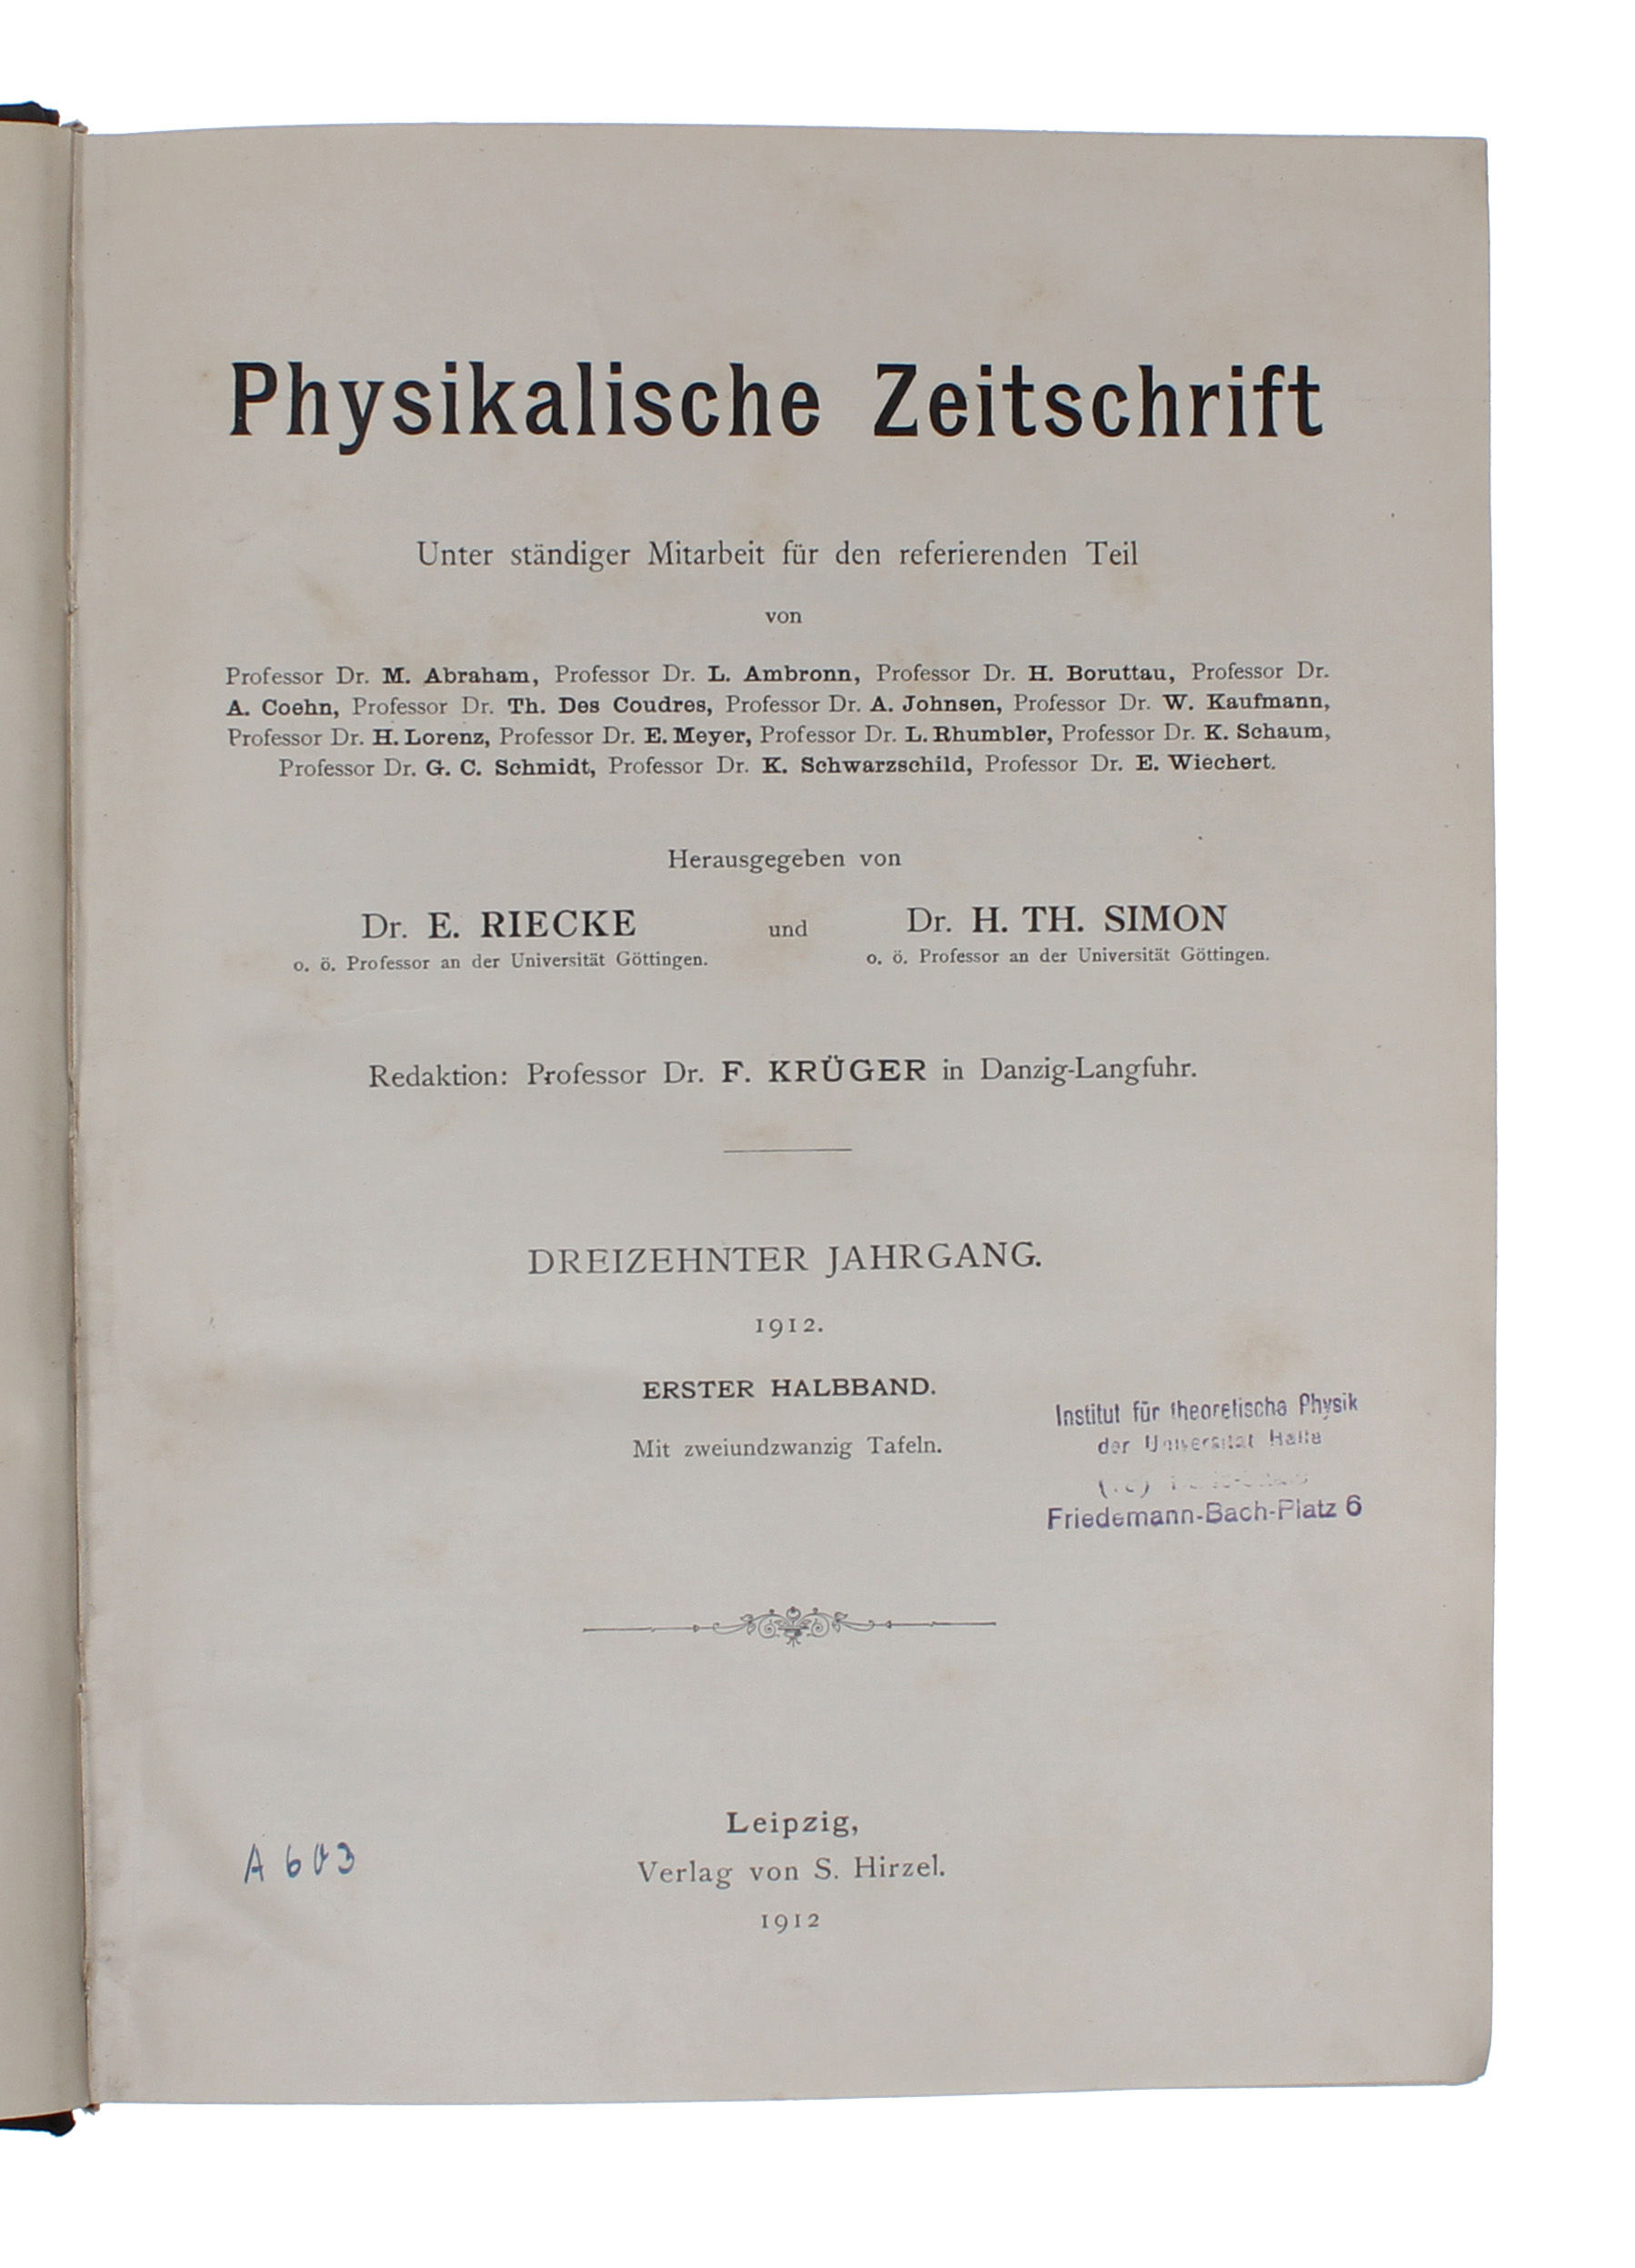 Physikalische Zeitschrift
Unter ständiger Mitarbeit für den referierenden Teil
von
Professor Dr. M. Abraham, Professor Dr. L. Ambronn, Professor Dr. H. Boruttau, Professor Dr.
A. Coehn, Professor Dr. Th. Des Coudres, Professor Dr. A. Johnsen, Professor Dr. W. Kaufmann,
Professor Dr. H. Lorenz, Professor Dr. E. Meyer, Professor Dr. L. Rhumbler, Professor Dr. K. Schaum,
Professor Dr. G. C. Schmidt, Professor Dr. K. Schwarzschild, Professor Dr. E. Wiechert.
Herausgegeben von
Dr. E. RIECKE und Dr. H. TH. SIMON
o. ö. Professor an der Universität Göttingen. o. ö. Professor an der Universität Göttingen.
Redaktion: Professor Dr. F. KRÜGER in Danzig-Langfuhr.
DREIZEHNTER JAHRGANG.
1912.
ERSTER HALBBAND.
Mit zweiundzwanzig Tafeln.
Institut für theoretische Physik
der Universität Halle
Friedemann-Bach-Platz 6
Leipzig,
Verlag von S. Hirzel.
1912
A 603